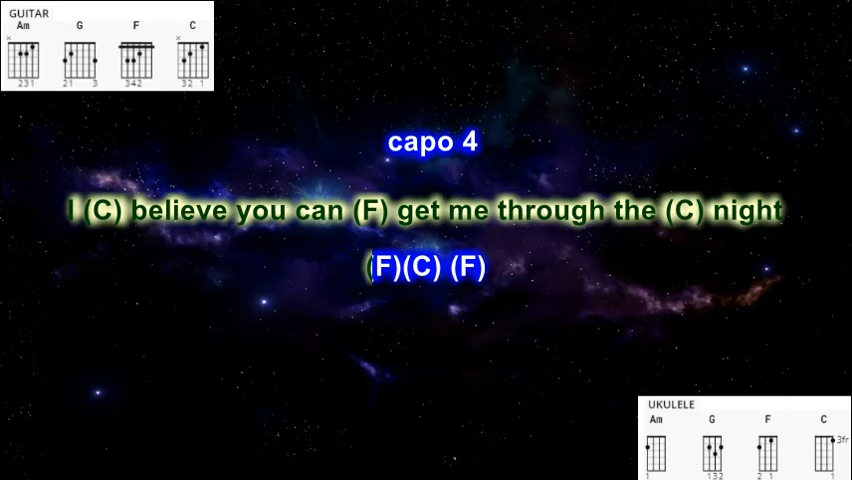 GUITAR
Am G F C
× ×
231 21 3 342 32 1
capo 4
I (C) believe you can (F) get me through the (C) night
(F)(C) (F)
UKULELE
Am G F C
3fr
1 132 2 1 1